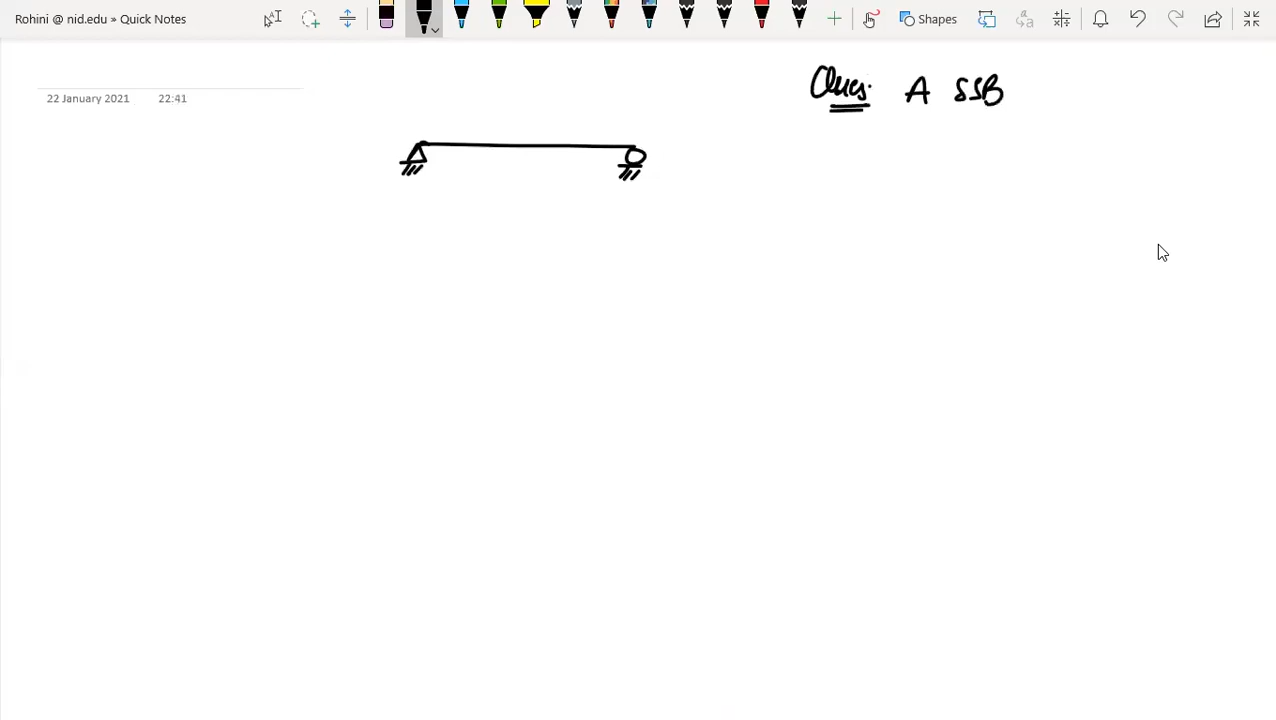 Rohini @ nid.edu » Quick Notes
Shapes
22 January 2021 22:41
Ques. A SSB